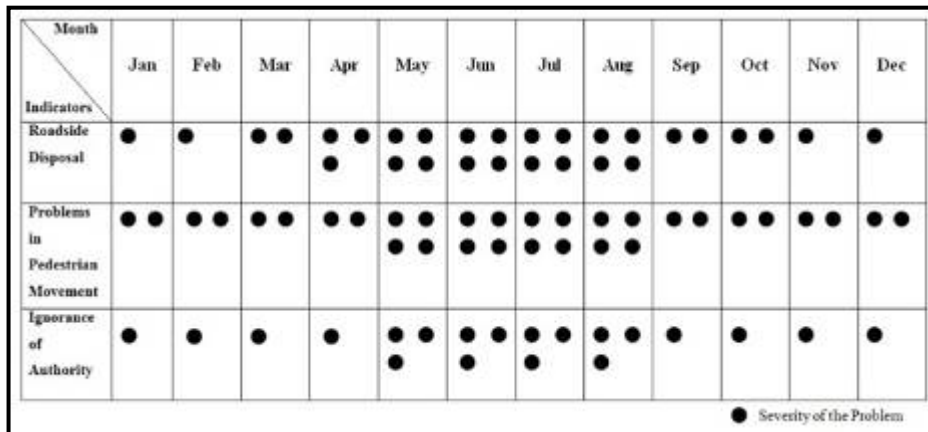 Month
Indicators
Jan Feb Mar Apr May Jun Jul Aug Sep Oct Nov Dec
Roadside
Disposal
Problems
in
Pedestrian
Movement
Ignorance
of
Authority
Severity of the Problem